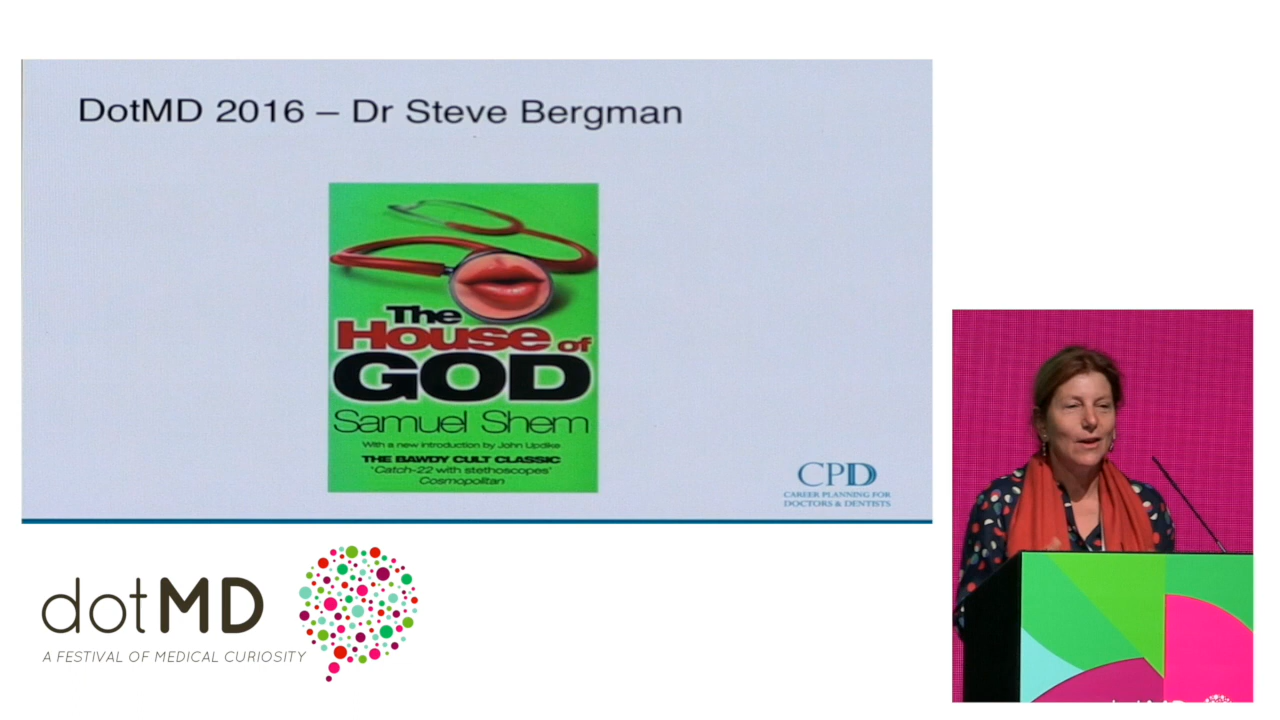 DotMD 2016 – Dr Steve Bergman
The
House of
GOD
Samuel Shem
With a new introduction by John Updike
THE BAWDY CULT CLASSIC
'Catch-22 with stethoscopes'
Cosmopolitan
CPDD
CAREER PLANNING FOR
DOCTORS & DENTISTS
dotMD
A FESTIVAL OF MEDICAL CURIOSITY